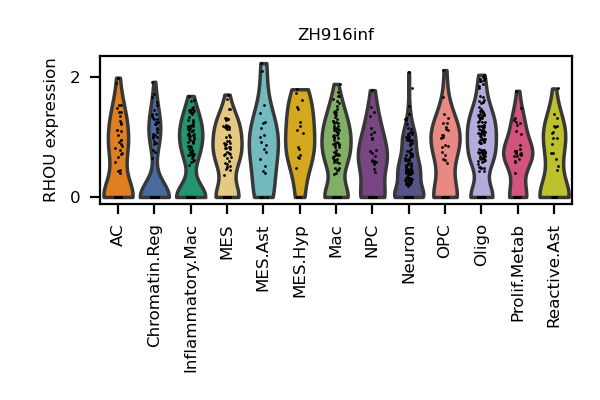 ZH916inf
RHOU expression
2
0
AC
Chromatin.Reg
Inflammatory.Mac
MES
MES.Ast
MES.Hyp
Mac
NPC
Neuron
OPC
Oligo
Prolif.Metab
Reactive.Ast